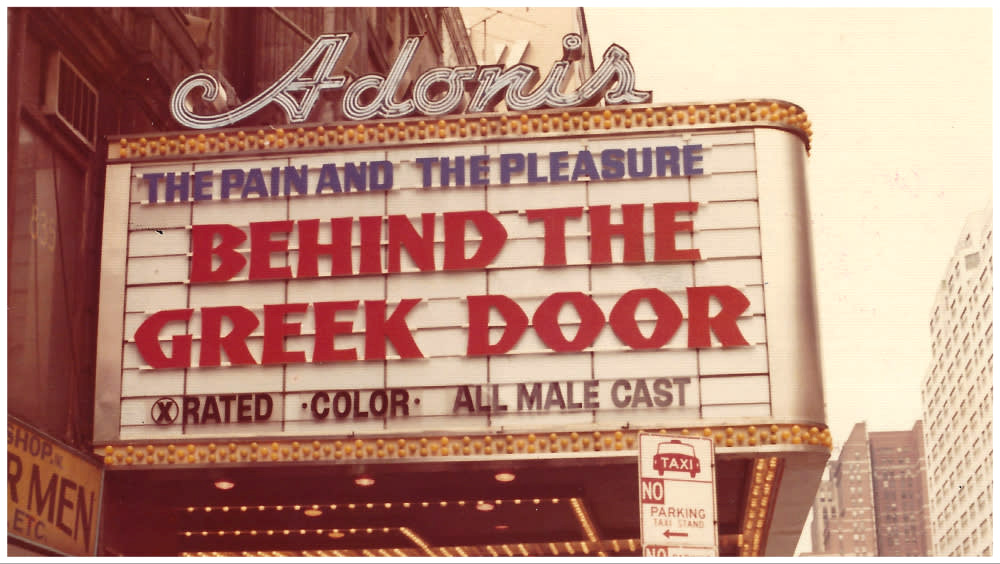 Adonis
THE PAIN AND THE PLEASURE
BEHIND THE
GREEK DOOR
X RATED ·COLOR· ALL MALE CAST
SHOP
R MEN
ETC.
TAXI
NO
PARKING
TAXI STAND
NO